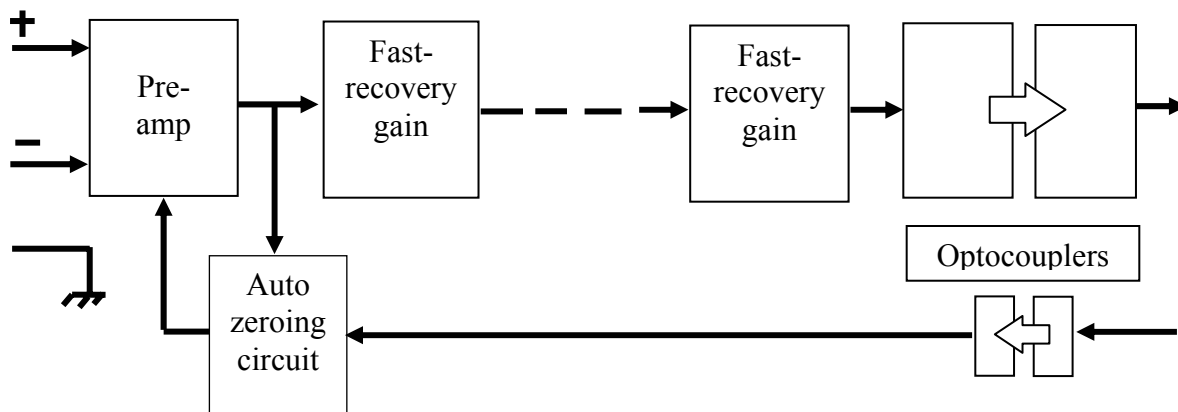 +
Pre-
amp
Fast-
recovery
gain
Fast-
recovery
gain
−
Optocouplers
Auto
zeroing
circuit